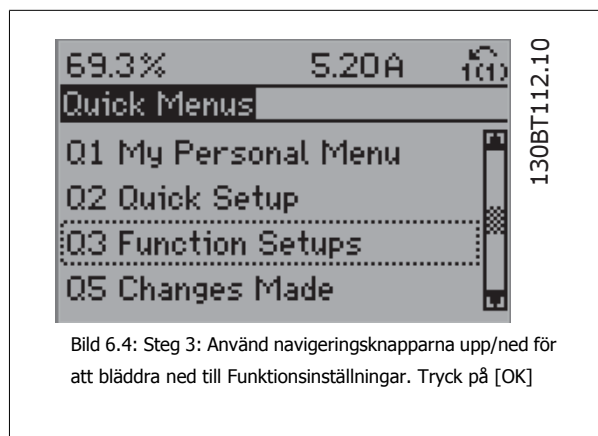 69.3% 5.20A 1(1)
Quick Menus
Q1 My Personal Menu
Q2 Quick Setup
Q3 Function Setups
Q5 Changes Made
130BT112.10
Bild 6.4: Steg 3: Använd navigeringsknapparna upp/ned för
att bläddra ned till Funktionsinställningar. Tryck på [OK]